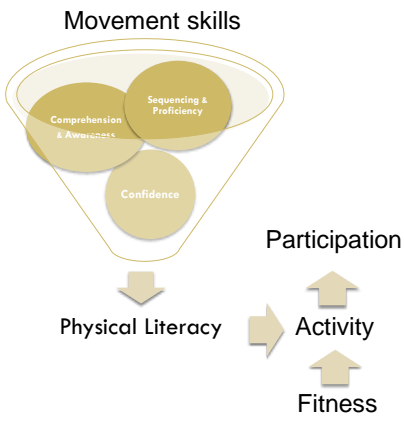 Movement skills
Sequencing &
Proficiency
Comprehension
& Awareness
Confidence
Participation
Physical Literacy
Activity
Fitness